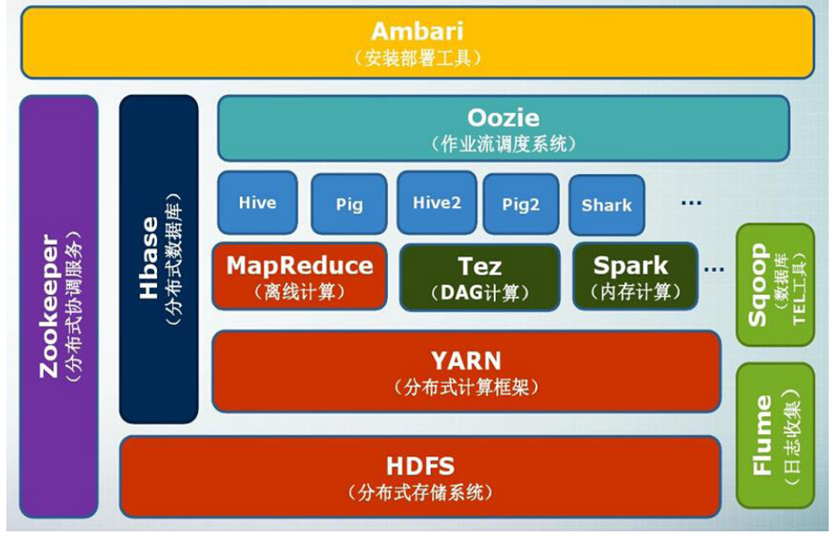 Ambari
（安装部署工具）
Zookeeper
（分布式协调服务）
Hbase
（分布式数据库）
Oozie
（作业流调度系统）
Hive
Pig
Hive2
Pig2
Shark
...
MapReduce
（离线计算）
Tez
（DAG计算）
Spark
（内存计算）
...
Sqoop
（数据库
TEL工具）
YARN
（分布式计算框架）
Flume
（日志收集）
HDFS
（分布式存储系统）